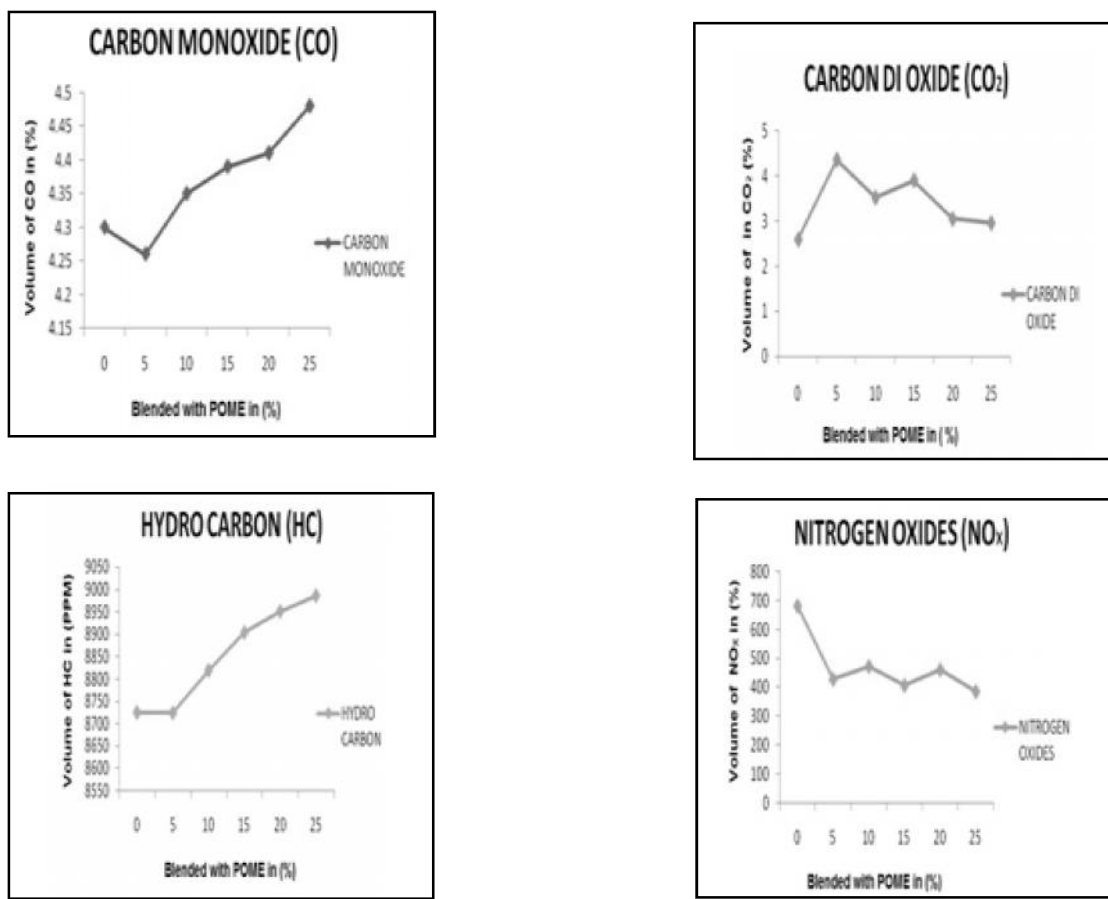 CARBON MONOXIDE (CO)
4.5
4.45
4.4
4.35
4.3
4.25
4.2
4.15
Volume of CO in (%)
0 5 10 15 20 25
Blended with POME in (%)
CARBON
MONOXIDE
CARBON DI OXIDE (CO₂)
5
4
3
2
1
0
Volume of in CO₂ (%)
0 5 10 15 20 25
Blended with POME in ( %)
CARBON DI
OXIDE
HYDRO CARBON (HC)
9050
9000
8950
8900
8850
8800
8750
8700
8650
8600
8550
Volume of HC in (PPM)
0 5 10 15 20 25
Blended with POME in (%)
HYDRO
CARBON
NITROGEN OXIDES (NOₓ)
800
700
600
500
400
300
200
100
0
Volume of NOₓ in (%)
0 5 10 15 20 25
Blended with POME in (%)
NITROGEN
OXIDES